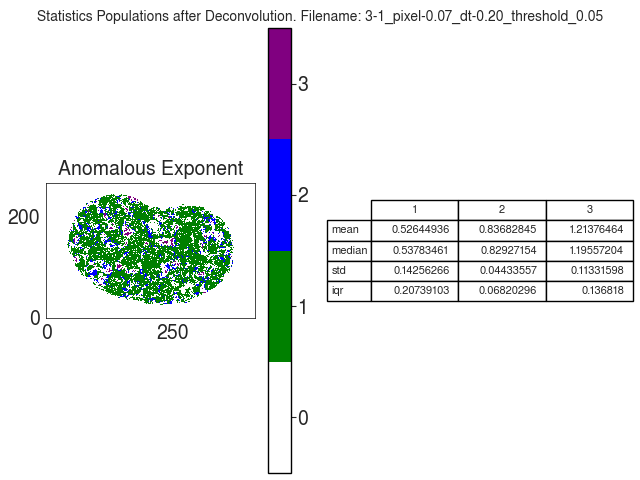 Statistics Populations after Deconvolution. Filename: 3-1_pixel-0.07_dt-0.20_threshold_0.05
Anomalous Exponent
200
0
0 250
3
2
1
0
1 2 3
mean 0.52644936 0.83682845 1.21376464
median 0.53783461 0.82927154 1.19557204
std 0.14256266 0.04433557 0.11331598
iqr 0.20739103 0.06820296 0.136818